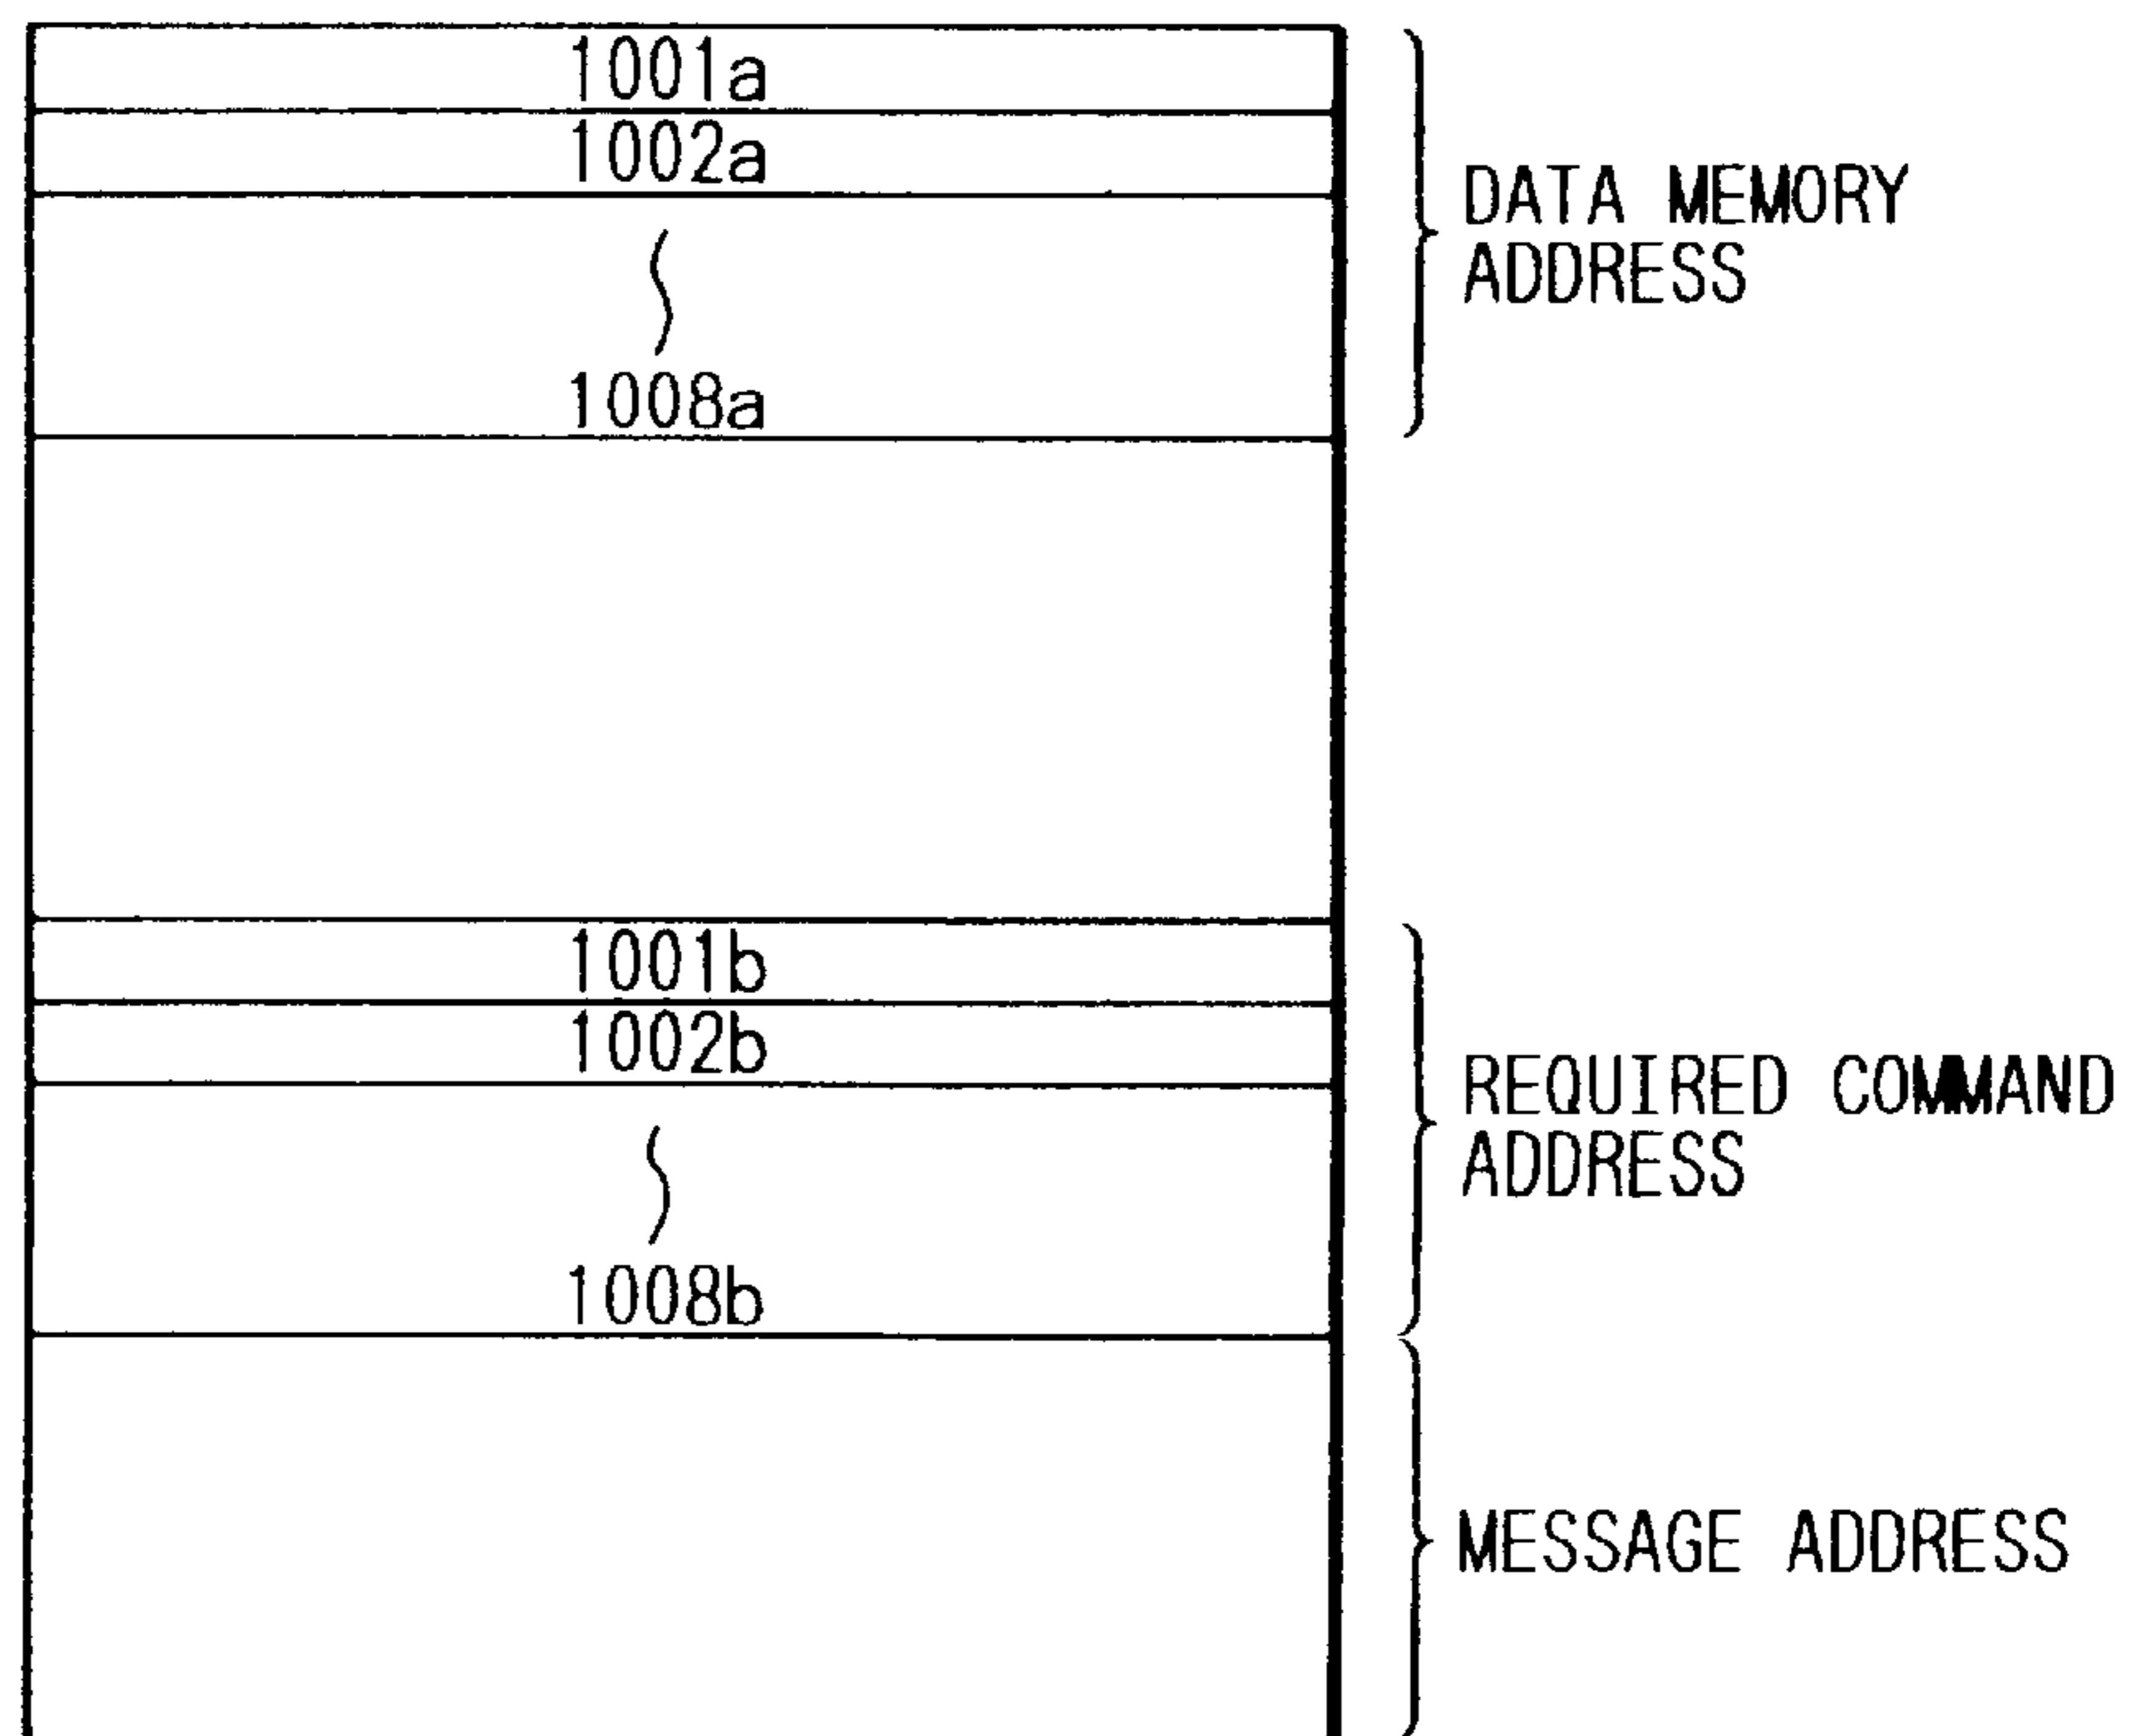 1001a
1002a
1008a
DATA MEMORY
ADDRESS
1001b
1002b
1008b
REQUIRED COMMAND
ADDRESS
MESSAGE ADDRESS